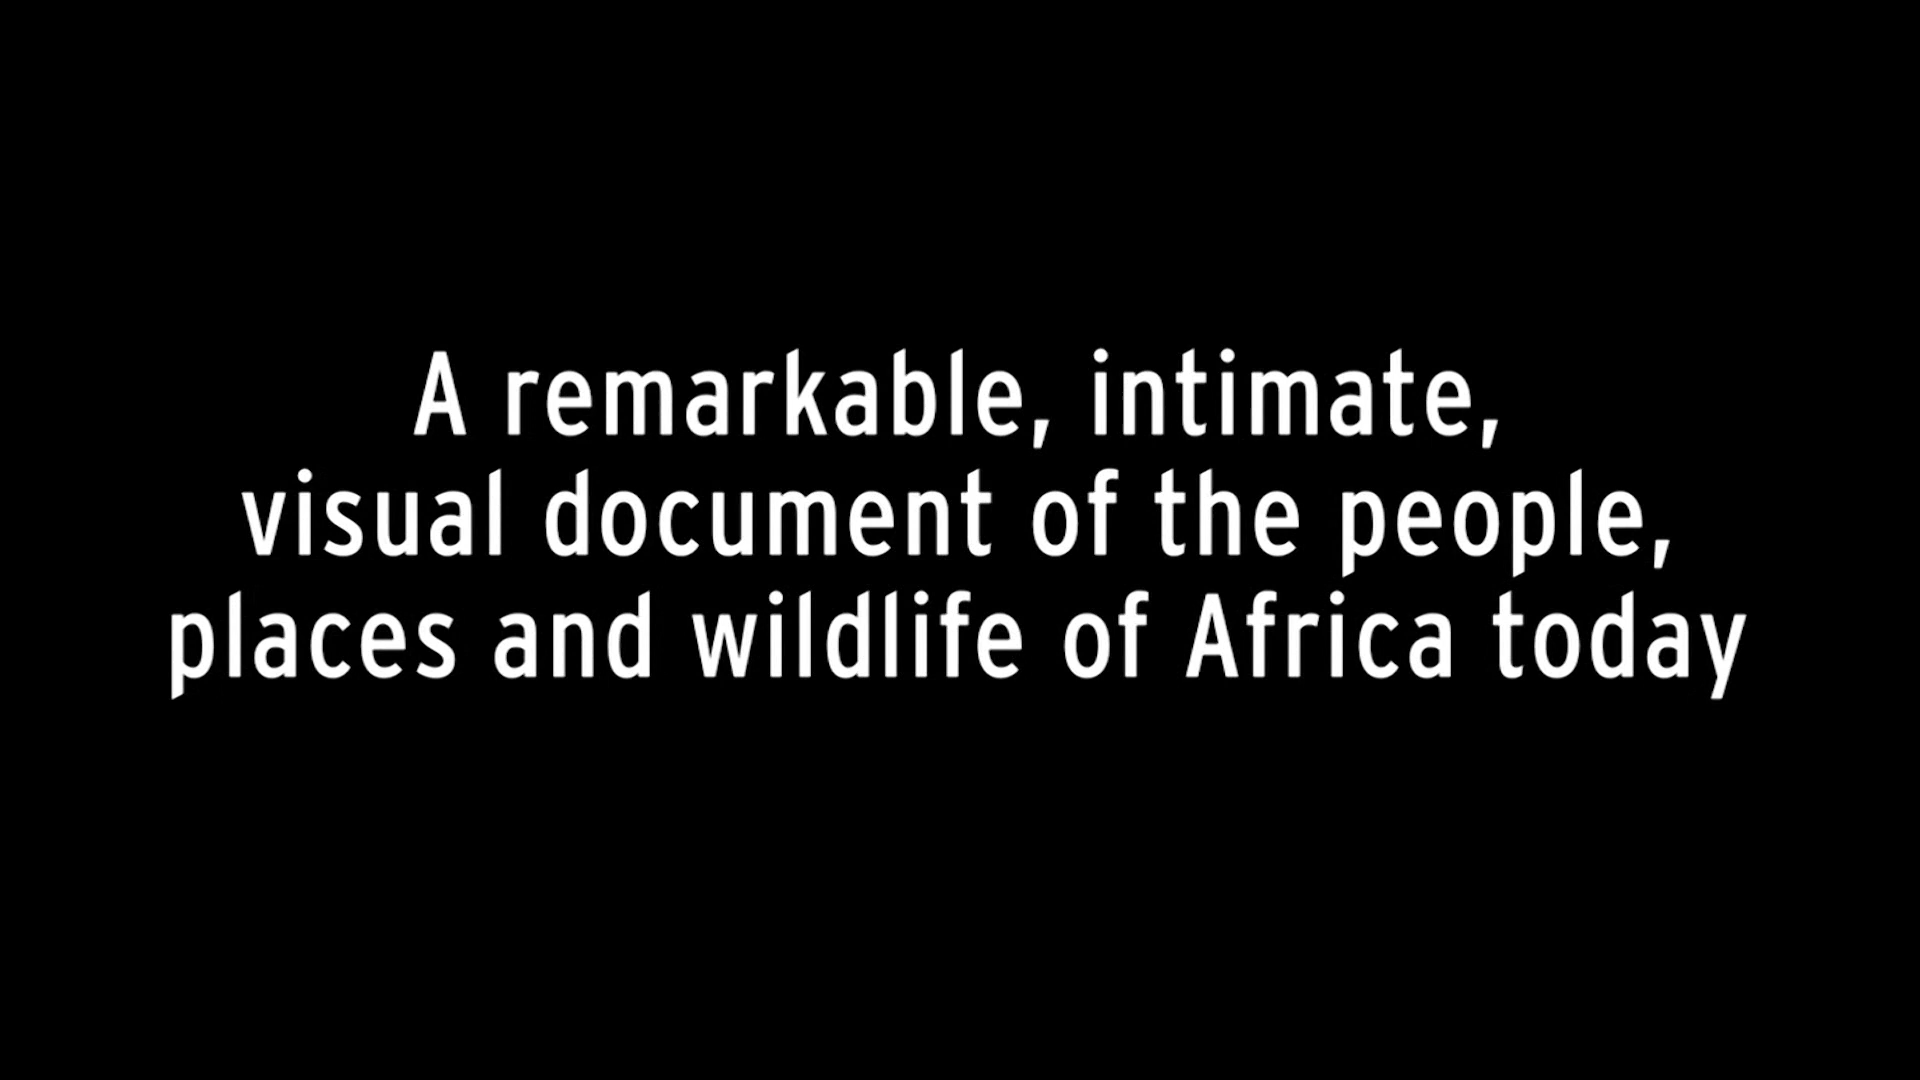 A remarkable, intimate,
visual document of the people,
places and wildlife of Africa today